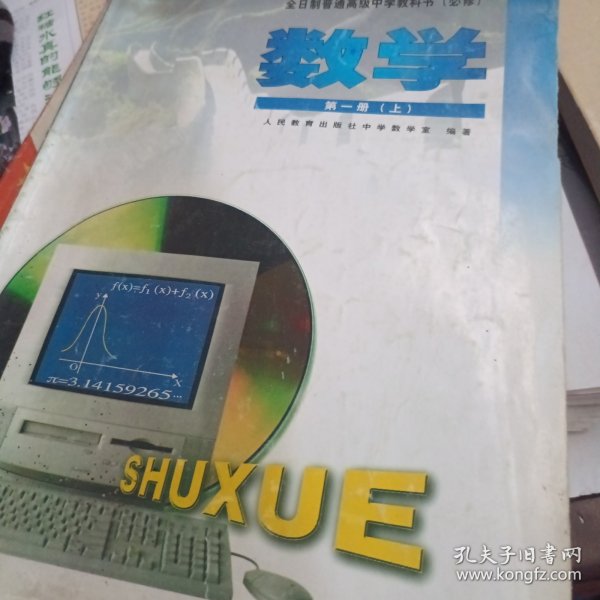 全日制普通高级中学教科书(必修)
数学
第一册(上)
人民教育出版社中学数学室 编著
f(x)=f₁(x)+f₂(x)
y
O
x
π=3.14159265…
SHUXUE
孔夫子旧书网
www.kongfz.com